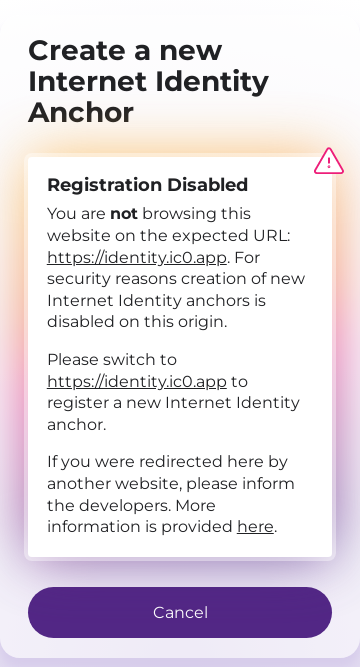 Create a new
Internet Identity
Anchor
Registration Disabled
You are not browsing this
website on the expected URL:
https://identity.ic0.app. For
security reasons creation of new
Internet Identity anchors is
disabled on this origin.
Please switch to
https://identity.ic0.app to
register a new Internet Identity
anchor.
If you were redirected here by
another website, please inform
the developers. More
information is provided here.
Cancel